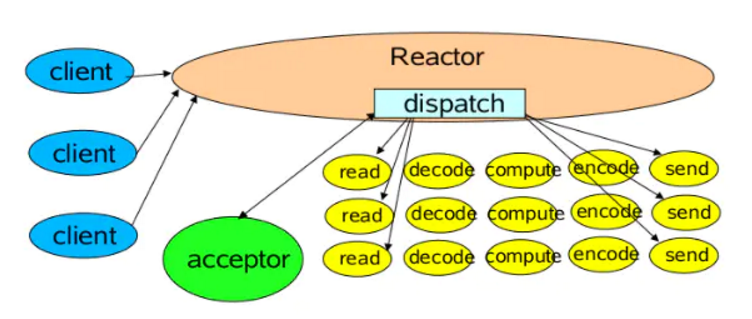 Reactor
client
dispatch
client
read decode compute encode send
read decode compute encode send
client
acceptor
read decode compute encode send